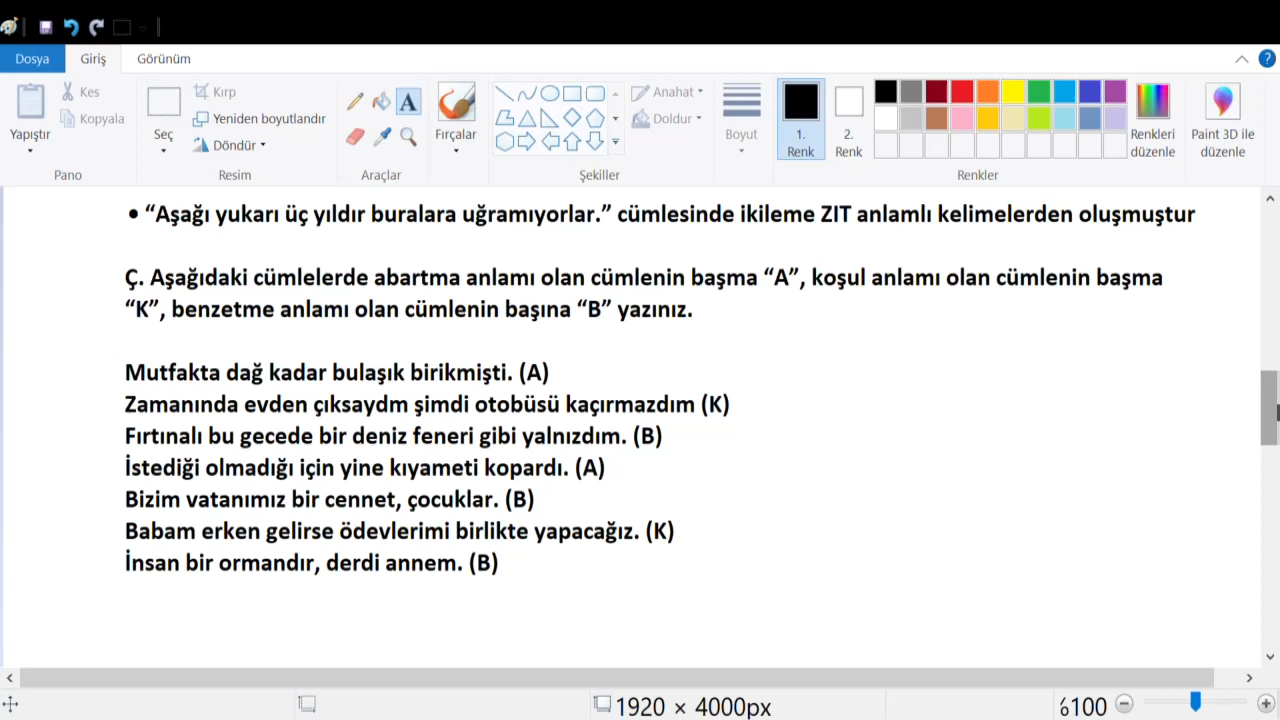 Dosya Giriş Görünüm
Yapıştır
Kes
Kopyala
Pano
Seç
Kırp
Yeniden boyutlandır
Döndür
Resim
A
Araçlar
Fırçalar
Şekiller
Anahat
Doldur
Boyut
1.
Renk
2.
Renk
Renkler
Renkleri
düzenle
Paint 3D ile
düzenle
• “Aşağı yukarı üç yıldır buralara uğramıyorlar.” cümlesinde ikileme ZIT anlamlı kelimelerden oluşmuştur
Ç. Aşağıdaki cümlelerde abartma anlamı olan cümlenin başma “A”, koşul anlamı olan cümlenin başma
“K”, benzetme anlamı olan cümlenin başına “B” yazınız.
Mutfakta dağ kadar bulaşık birikmişti. (A)
Zamanında evden çıksaydm şimdi otobüsü kaçırmazdım (K)
Fırtınalı bu gecede bir deniz feneri gibi yalnızdım. (B)
İstediği olmadığı için yine kıyameti kopardı. (A)
Bizim vatanımız bir cennet, çocuklar. (B)
Babam erken gelirse ödevlerimi birlikte yapacağız. (K)
İnsan bir ormandır, derdi annem. (B)
1920 × 4000px
100